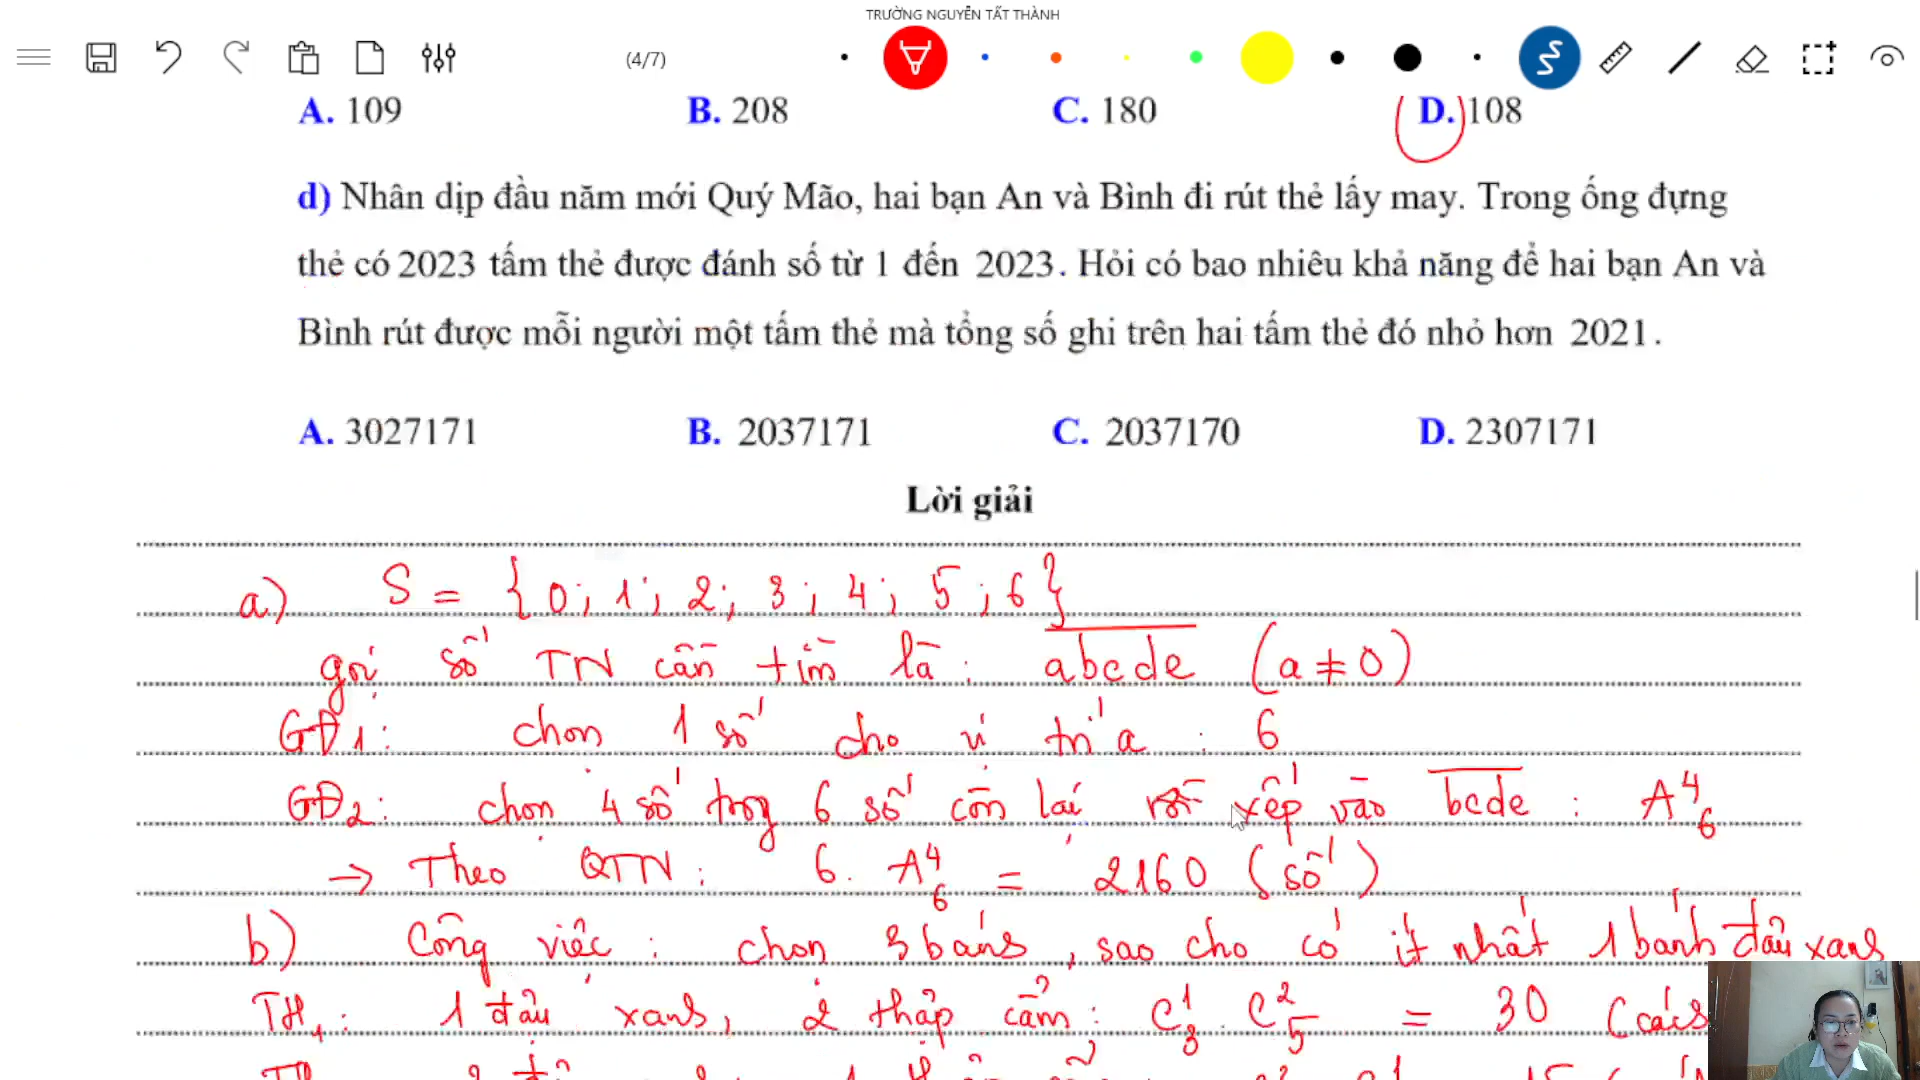 TRƯỜNG NGUYỄN TẤT THÀNH
(4/7)
A. 109 B. 208 C. 180 D. 108
d) Nhân dịp đầu năm mới Quý Mão, hai bạn An và Bình đi rút thẻ lấy may. Trong ống đựng
thẻ có 2023 tấm thẻ được đánh số từ 1 đến 2023. Hỏi có bao nhiêu khả năng để hai bạn An và
Bình rút được mỗi người một tấm thẻ mà tổng số ghi trên hai tấm thẻ đó nhỏ hơn 2021.
A. 3027171 B. 2037171 C. 2037170 D. 2307171
Lời giải
a) S = {0; 1; 2; 3; 4; 5; 6}
gọi số TN cần tìm là: abcde (a ≠ 0)
GĐ1: chọn 1 số cho vị trí a : 6
GĐ2: chọn 4 số trong 6 số còn lại rồi xếp vào bcde : A⁴₆
→ Theo QTN: 6. A⁴₆ = 2160 (số)
b) Công việc: chọn 3 bánh, sao cho có ít nhất 1 bánh đậu xanh
TH₁: 1 đậu xanh, 2 thập cẩm: C¹₃. C²₅ = 30 (cách